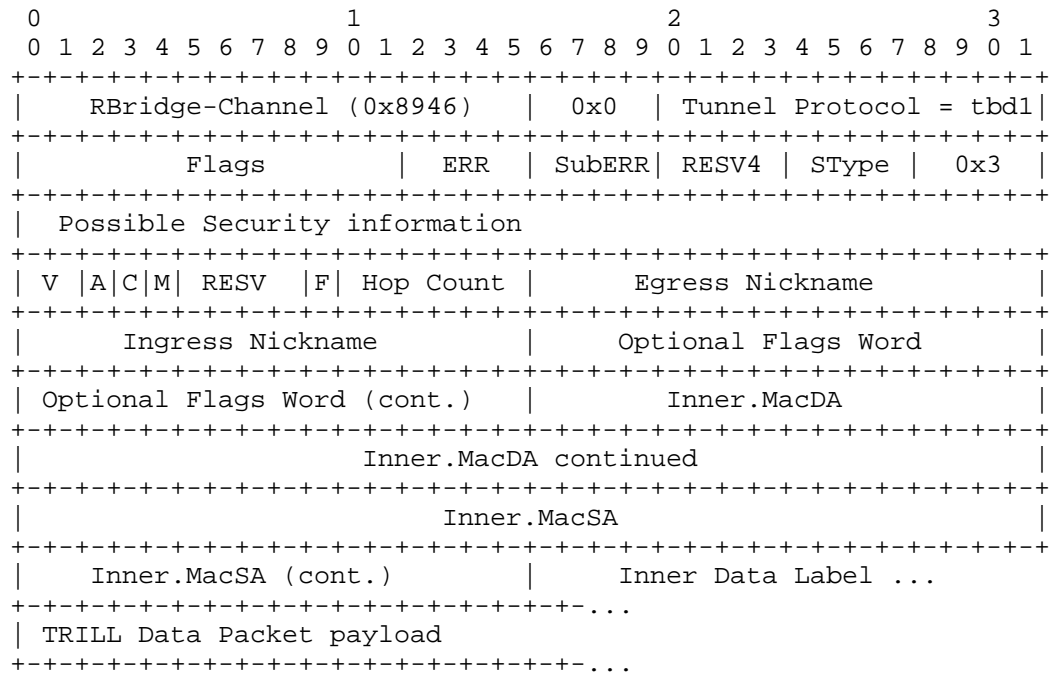 0                   1                   2                   3
 0 1 2 3 4 5 6 7 8 9 0 1 2 3 4 5 6 7 8 9 0 1 2 3 4 5 6 7 8 9 0 1
+-+-+-+-+-+-+-+-+-+-+-+-+-+-+-+-+-+-+-+-+-+-+-+-+-+-+-+-+-+-+-+-+
|    RBridge-Channel (0x8946)   |  0x0  | Tunnel Protocol = tbd1|
+-+-+-+-+-+-+-+-+-+-+-+-+-+-+-+-+-+-+-+-+-+-+-+-+-+-+-+-+-+-+-+-+
|          Flags        |  ERR  | SubERR| RESV4 | SType |  0x3  |
+-+-+-+-+-+-+-+-+-+-+-+-+-+-+-+-+-+-+-+-+-+-+-+-+-+-+-+-+-+-+-+-+
|  Possible Security information
+-+-+-+-+-+-+-+-+-+-+-+-+-+-+-+-+-+-+-+-+-+-+-+-+-+-+-+-+-+-+-+-+
| V |A|C|M| RESV  |F| Hop Count |      Egress Nickname          |
+-+-+-+-+-+-+-+-+-+-+-+-+-+-+-+-+-+-+-+-+-+-+-+-+-+-+-+-+-+-+-+-+
|      Ingress Nickname         |     Optional Flags Word       |
+-+-+-+-+-+-+-+-+-+-+-+-+-+-+-+-+-+-+-+-+-+-+-+-+-+-+-+-+-+-+-+-+
| Optional Flags Word (cont.)   |        Inner.MacDA            |
+-+-+-+-+-+-+-+-+-+-+-+-+-+-+-+-+-+-+-+-+-+-+-+-+-+-+-+-+-+-+-+-+
|                     Inner.MacDA continued                     |
+-+-+-+-+-+-+-+-+-+-+-+-+-+-+-+-+-+-+-+-+-+-+-+-+-+-+-+-+-+-+-+-+
|                          Inner.MacSA                          |
+-+-+-+-+-+-+-+-+-+-+-+-+-+-+-+-+-+-+-+-+-+-+-+-+-+-+-+-+-+-+-+-+
|    Inner.MacSA (cont.)        |     Inner Data Label ...
+-+-+-+-+-+-+-+-+-+-+-+-+-+-+-+-+-+-...
| TRILL Data Packet payload
+-+-+-+-+-+-+-+-+-+-+-+-+-+-+-+-+-+-...